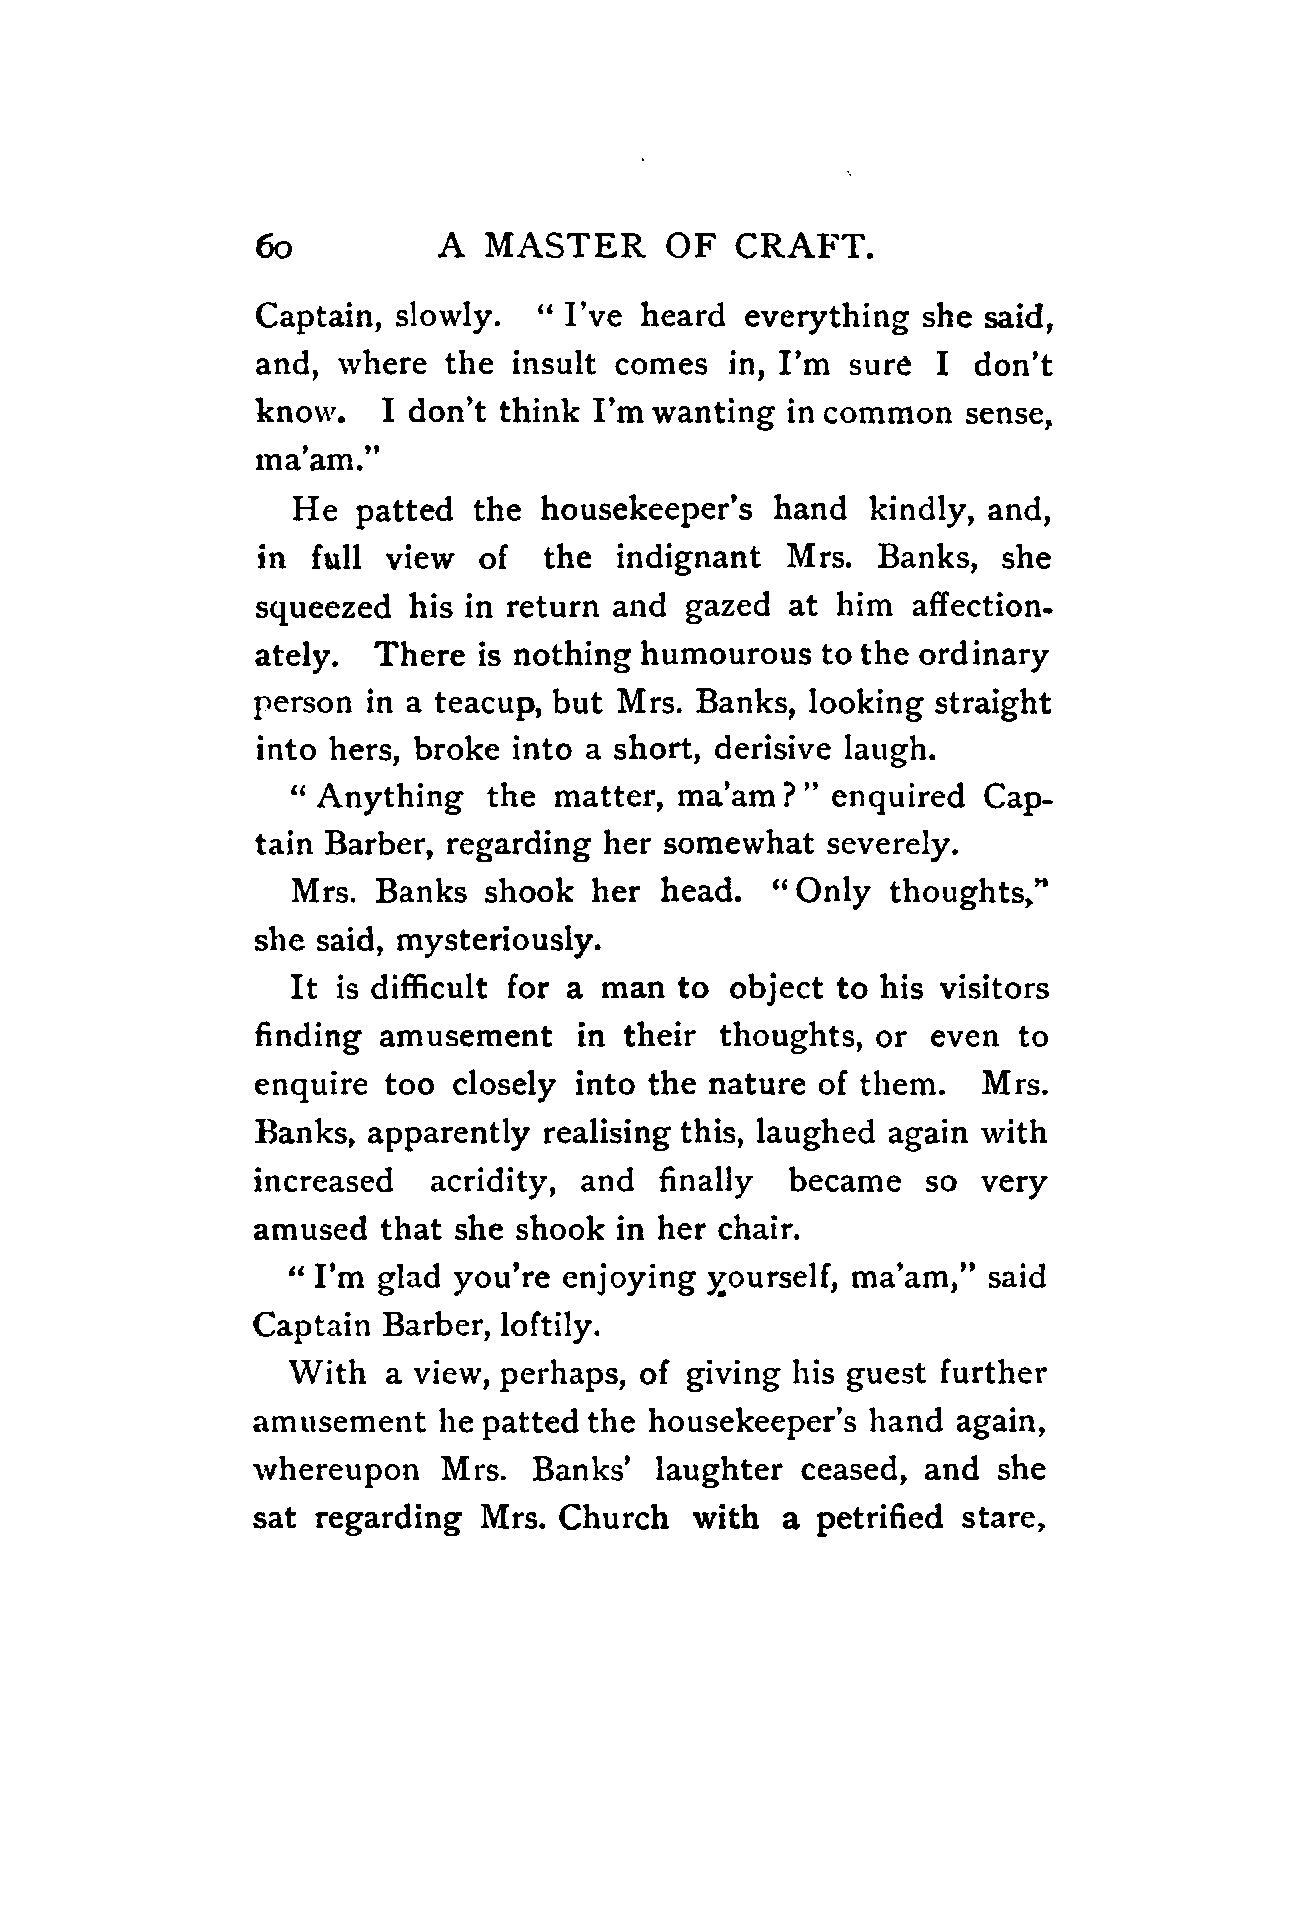 60 A MASTER OF CRAFT.
Captain, slowly. “ I've heard everything she said,
and, where the insult comes in, I'm sure I don't
know. I don't think I'm wanting in common sense,
ma'am.”
He patted the housekeeper's hand kindly, and,
in full view of the indignant Mrs. Banks, she
squeezed his in return and gazed at him affection-
ately. There is nothing humourous to the ordinary
person in a teacup, but Mrs. Banks, looking straight
into hers, broke into a short, derisive laugh.
“ Anything the matter, ma'am ? ” enquired Cap-
tain Barber, regarding her somewhat severely.
Mrs. Banks shook her head. “ Only thoughts,”
she said, mysteriously.
It is difficult for a man to object to his visitors
finding amusement in their thoughts, or even to
enquire too closely into the nature of them. Mrs.
Banks, apparently realising this, laughed again with
increased acridity, and finally became so very
amused that she shook in her chair.
“ I'm glad you're enjoying yourself, ma'am,” said
Captain Barber, loftily.
With a view, perhaps, of giving his guest further
amusement he patted the housekeeper's hand again,
whereupon Mrs. Banks' laughter ceased, and she
sat regarding Mrs. Church with a petrified stare,